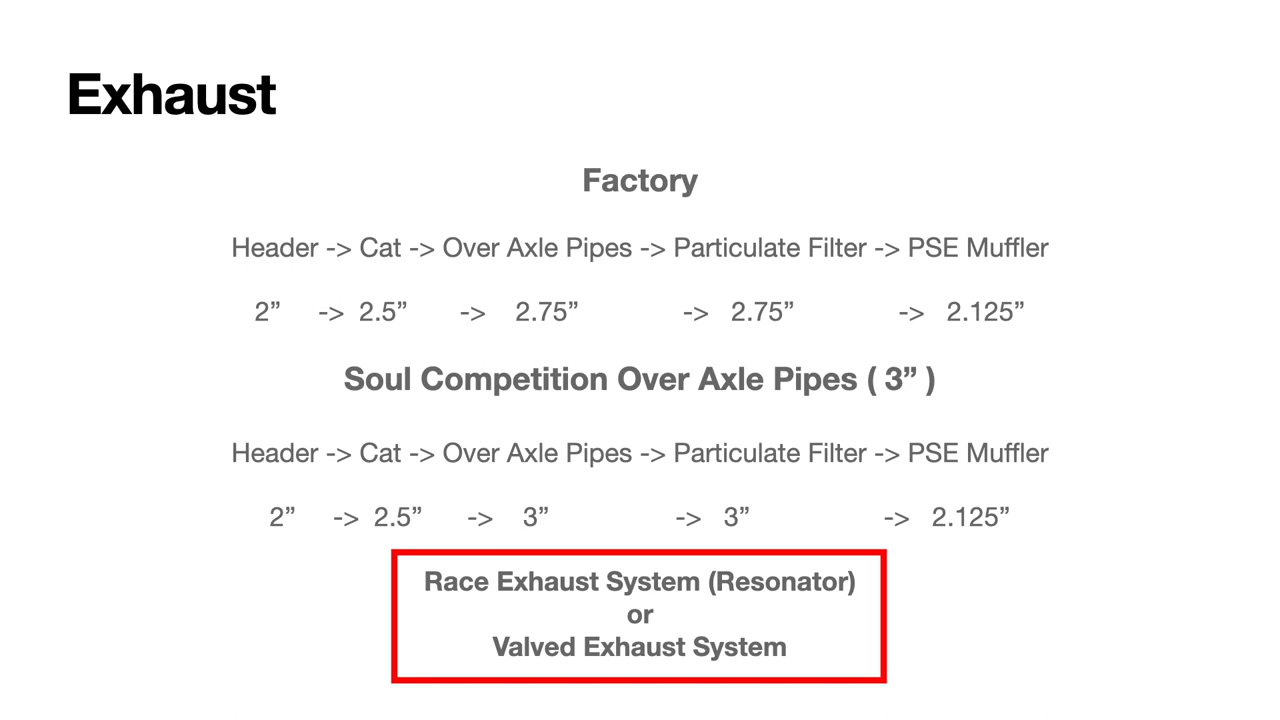 Exhaust
Factory
Header -> Cat -> Over Axle Pipes -> Particulate Filter -> PSE Muffler
2” -> 2.5” -> 2.75” -> 2.75” -> 2.125”
Soul Competition Over Axle Pipes ( 3” )
Header -> Cat -> Over Axle Pipes -> Particulate Filter -> PSE Muffler
2” -> 2.5” -> 3” -> 3” -> 2.125”
Race Exhaust System (Resonator)
or
Valved Exhaust System